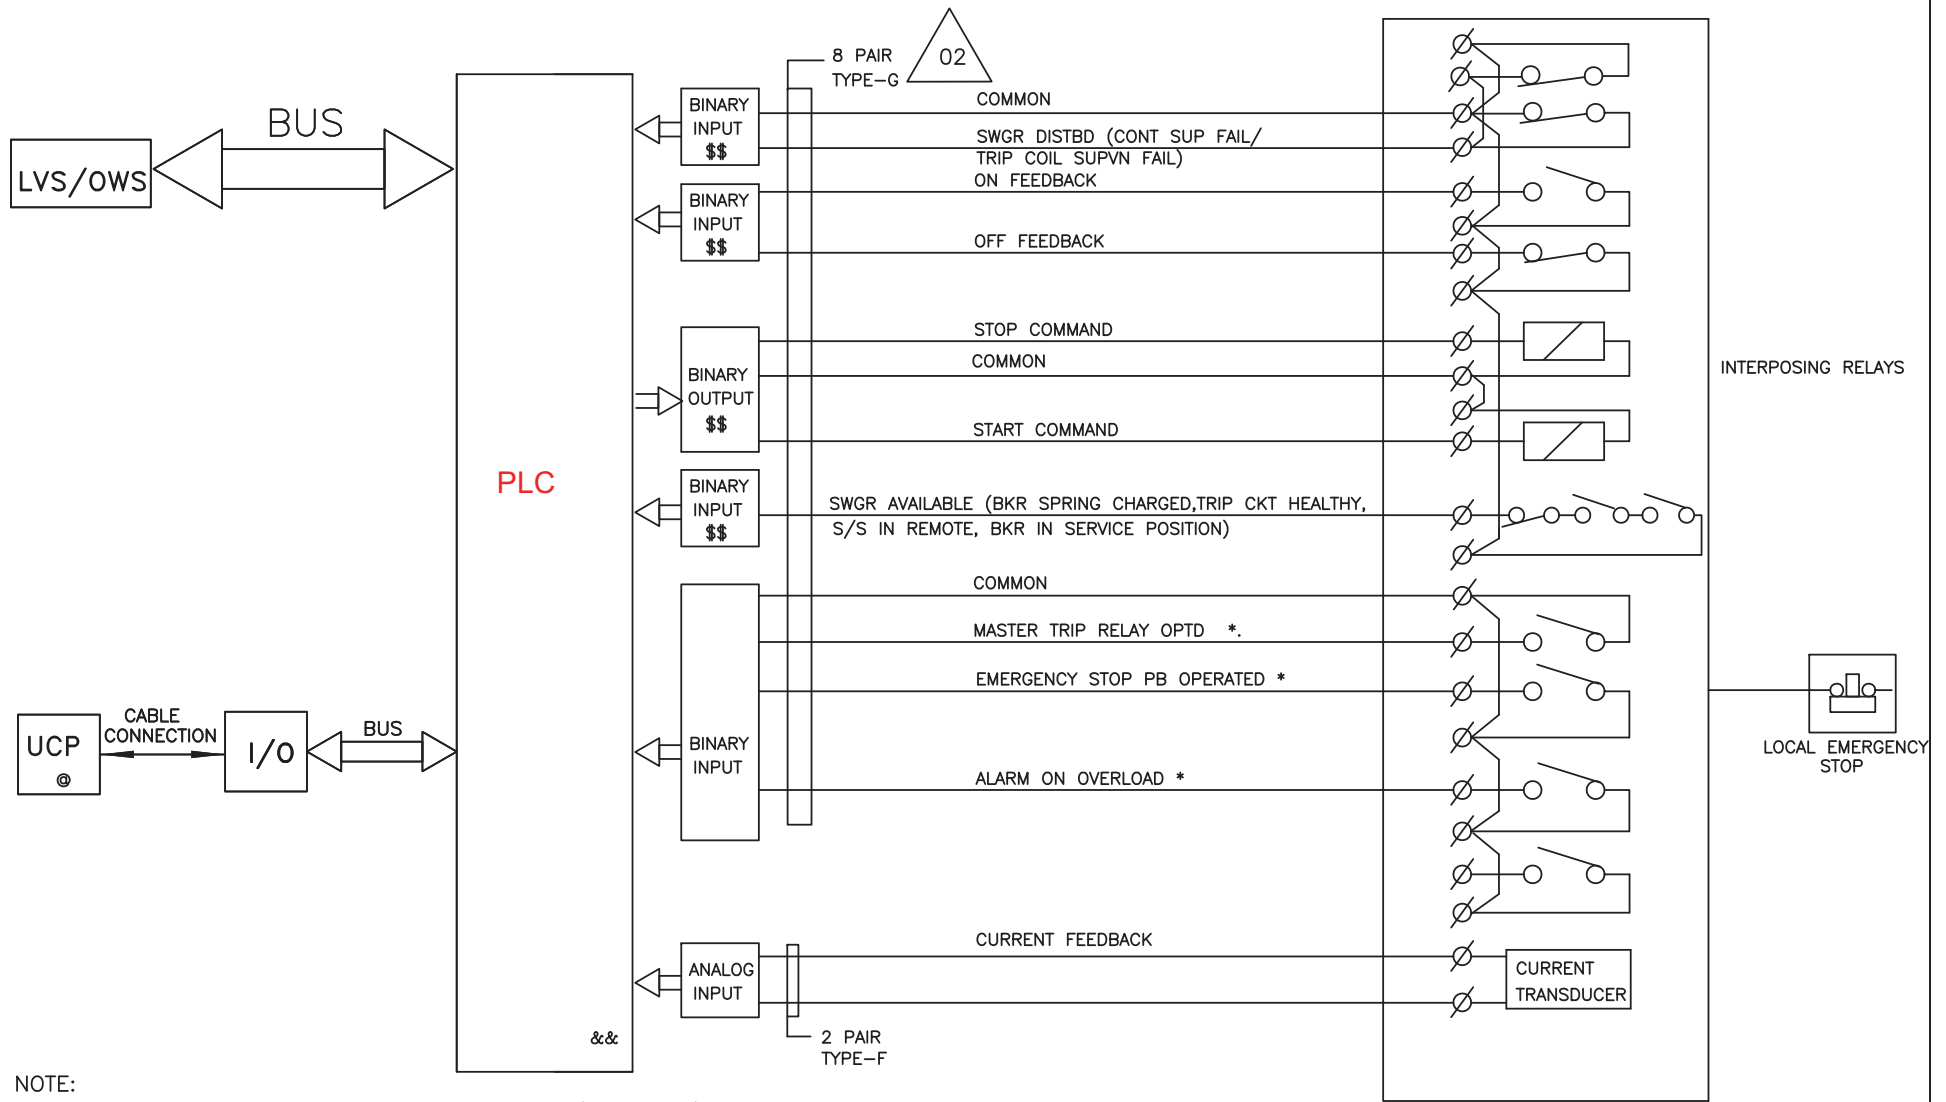 8 PAIR
TYPE-G
02
BUS
LVS/OWS
BINARY
INPUT
$$
COMMON
SWGR DISTBD (CONT SUP FAIL/
TRIP COIL SUPVN FAIL)
BINARY
INPUT
$$
ON FEEDBACK
OFF FEEDBACK
BINARY
OUTPUT
$$
STOP COMMAND
COMMON
START COMMAND
INTERPOSING RELAYS
PLC
BINARY
INPUT
$$
SWGR AVAILABLE (BKR SPRING CHARGED,TRIP CKT HEALTHY,
S/S IN REMOTE, BKR IN SERVICE POSITION)
COMMON
MASTER TRIP RELAY OPTD *.
EMERGENCY STOP PB OPERATED *
BINARY
INPUT
ALARM ON OVERLOAD *
UCP
@
CABLE
CONNECTION
I/O
BUS
LOCAL EMERGENCY
STOP
ANALOG
INPUT
CURRENT FEEDBACK
CURRENT
TRANSDUCER
&&
2 PAIR
TYPE-F
NOTE: